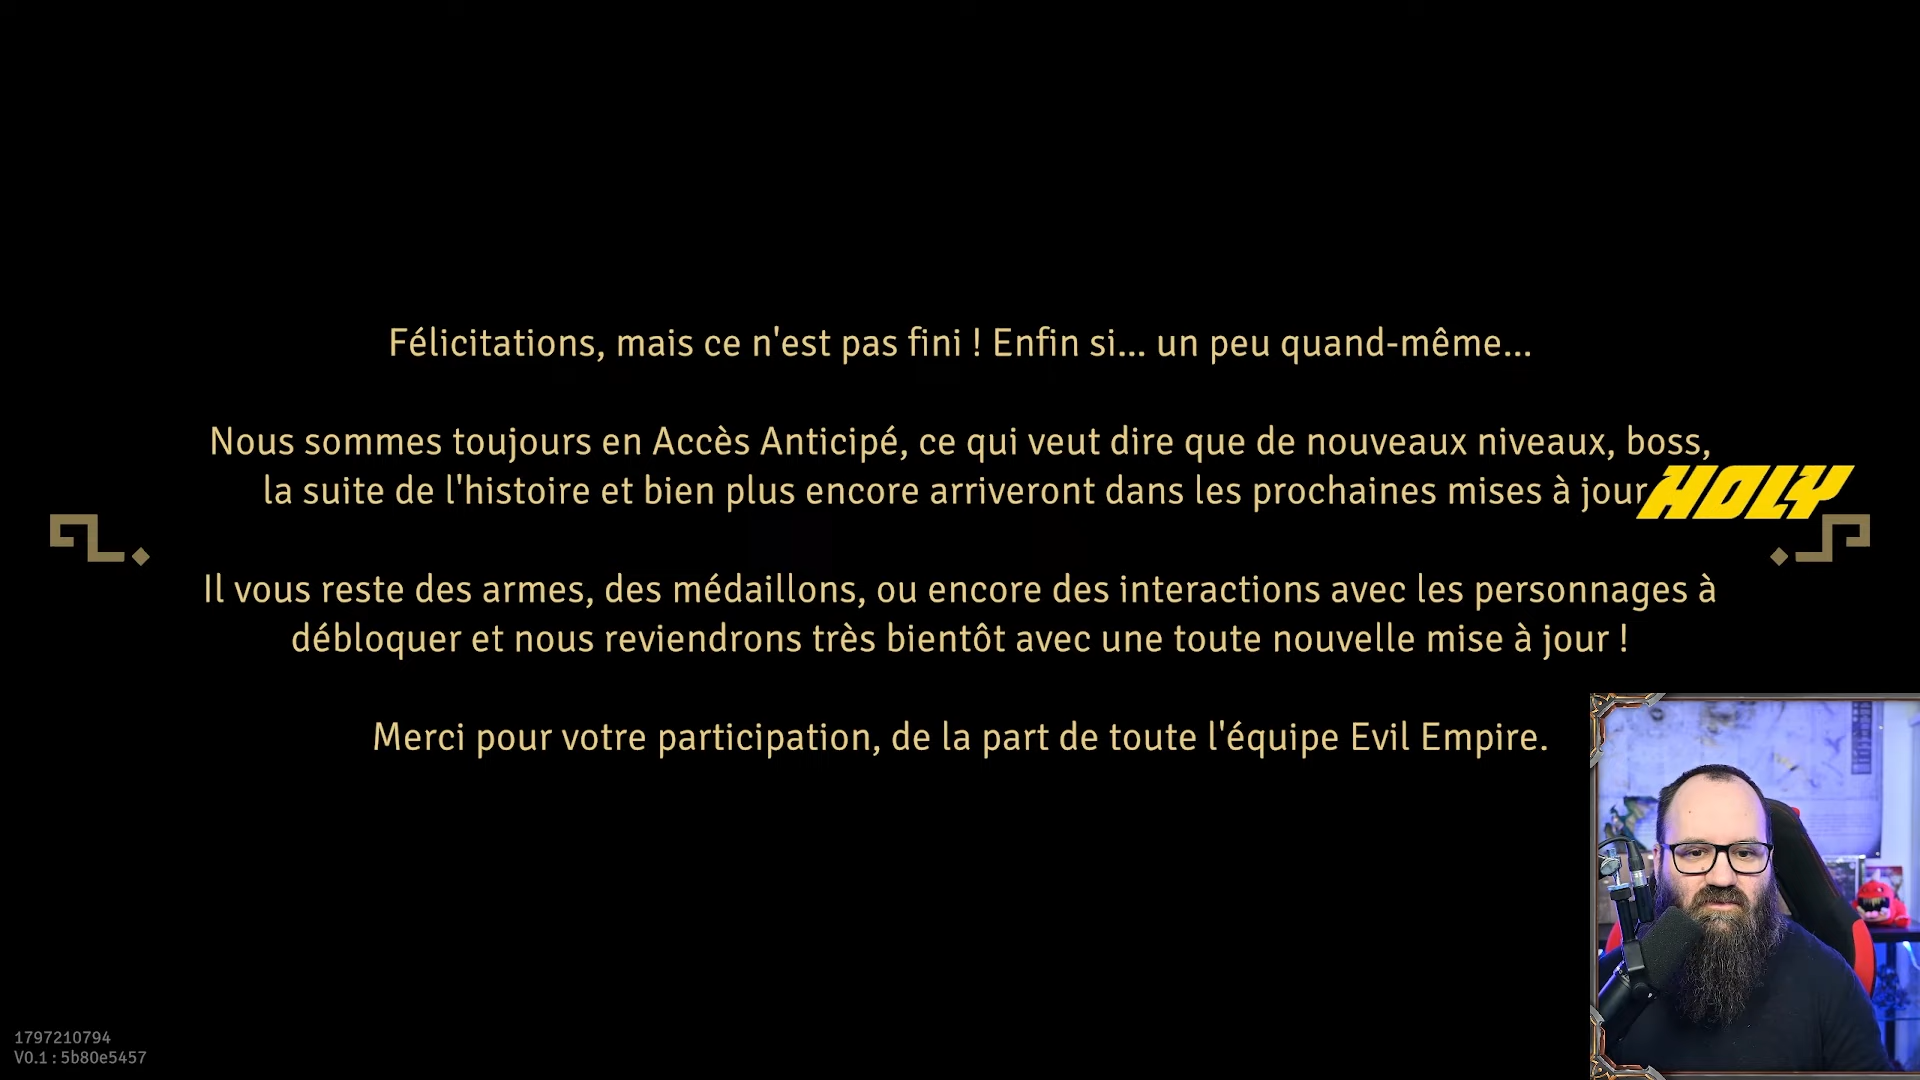 Félicitations, mais ce n'est pas fini ! Enfin si... un peu quand-même...
Nous sommes toujours en Accès Anticipé, ce qui veut dire que de nouveaux niveaux, boss,
la suite de l'histoire et bien plus encore arriveront dans les prochaines mises à jour
HOLY
Il vous reste des armes, des médaillons, ou encore des interactions avec les personnages à
débloquer et nous reviendrons très bientôt avec une toute nouvelle mise à jour !
Merci pour votre participation, de la part de toute l'équipe Evil Empire.
1797210794
V0.1 : 5b80e5457